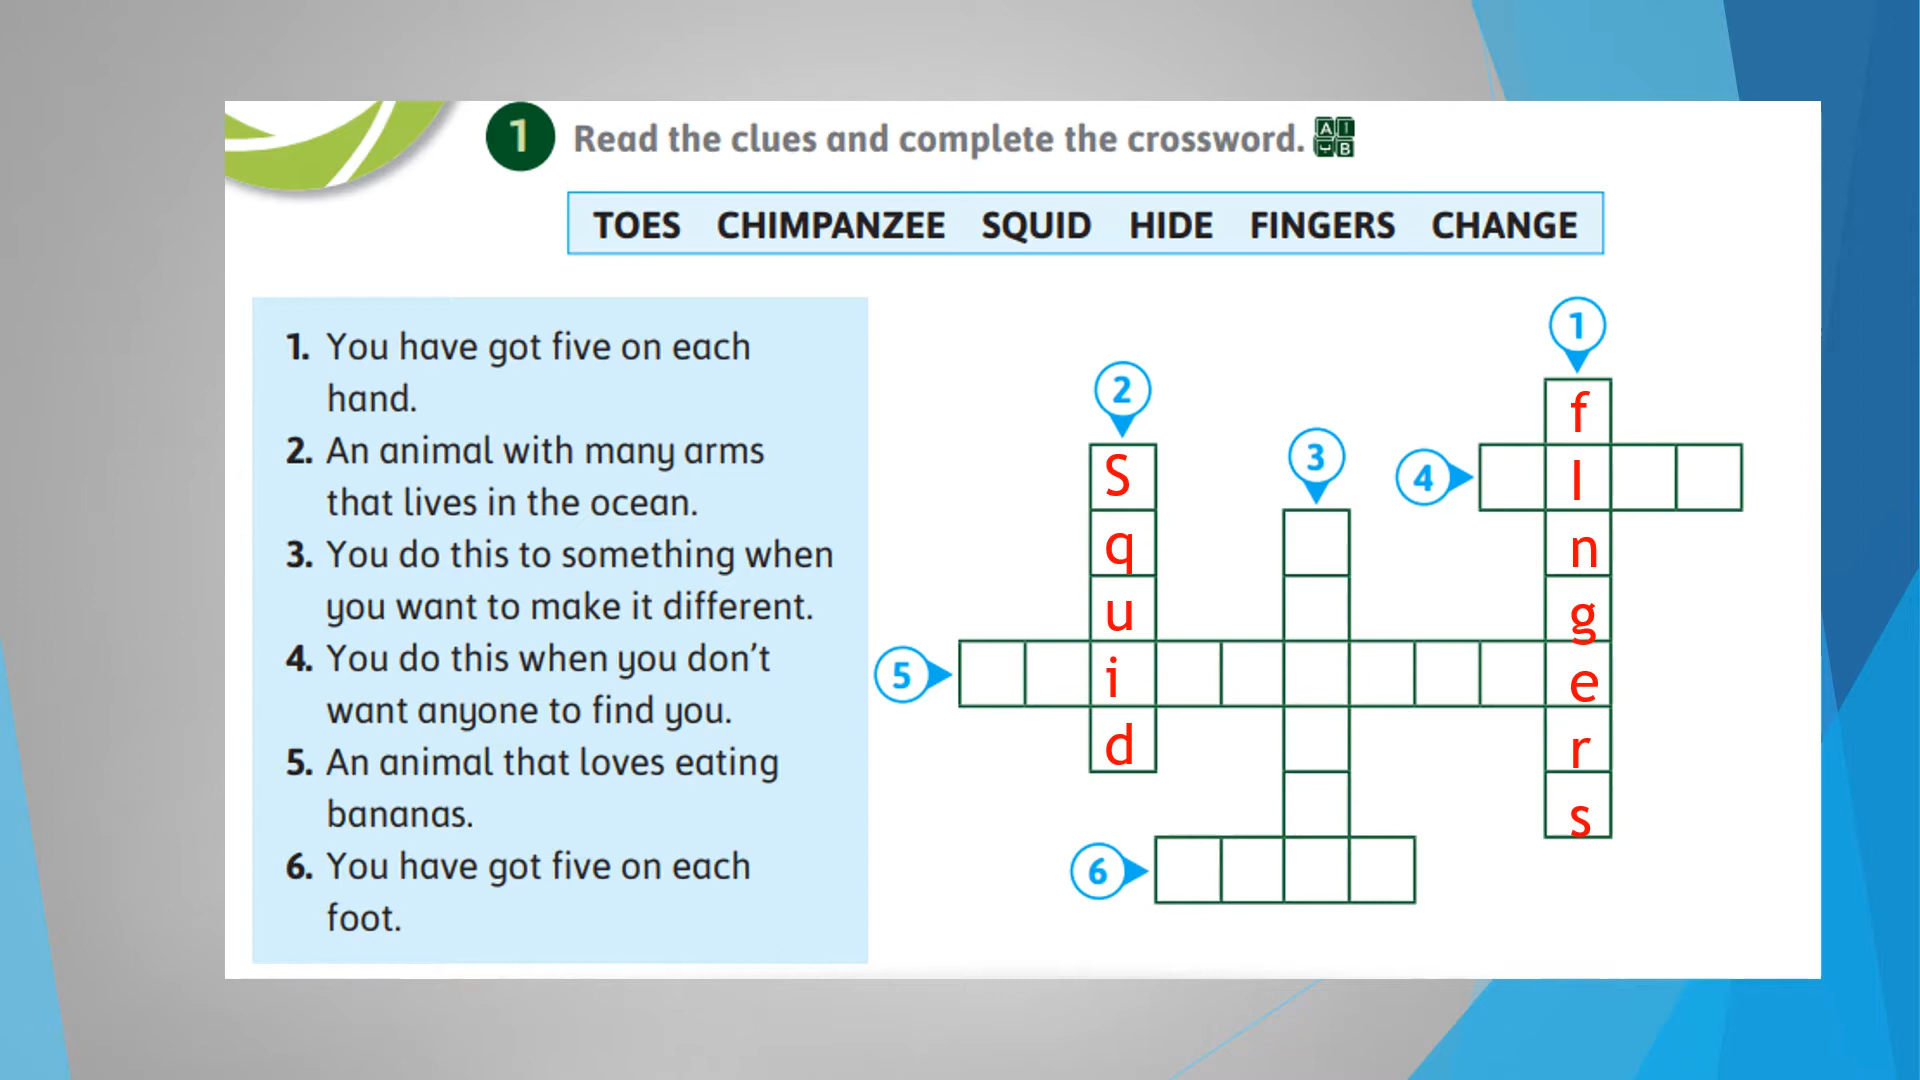 1 Read the clues and complete the crossword. A I B
TOES CHIMPANZEE SQUID HIDE FINGERS CHANGE
1. You have got five on each
hand.
2. An animal with many arms
that lives in the ocean.
3. You do this to something when
you want to make it different.
4. You do this when you don’t
want anyone to find you.
5. An animal that loves eating
bananas.
6. You have got five on each
foot.
1
2
3
4
5
6
f
I
n
g
e
r
s
S
q
u
i
d